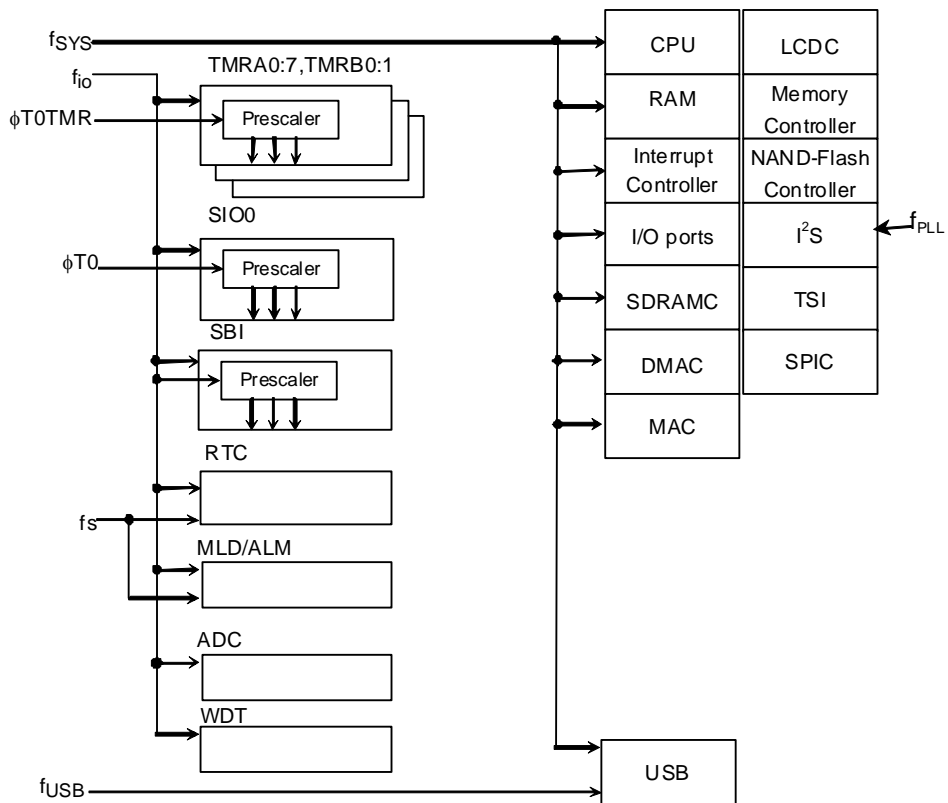 fSYS
fio
TMRA0:7,TMRB0:1
ϕT0TMR
Prescaler
SIO0
ϕT0
Prescaler
SBI
Prescaler
RTC
fs
MLD/ALM
ADC
WDT
fUSB
CPU
LCDC
RAM
Memory
Controller
Interrupt
Controller
NAND-Flash
Controller
I/O ports
I²S
fPLL
SDRAMC
TSI
DMAC
SPIC
MAC
USB